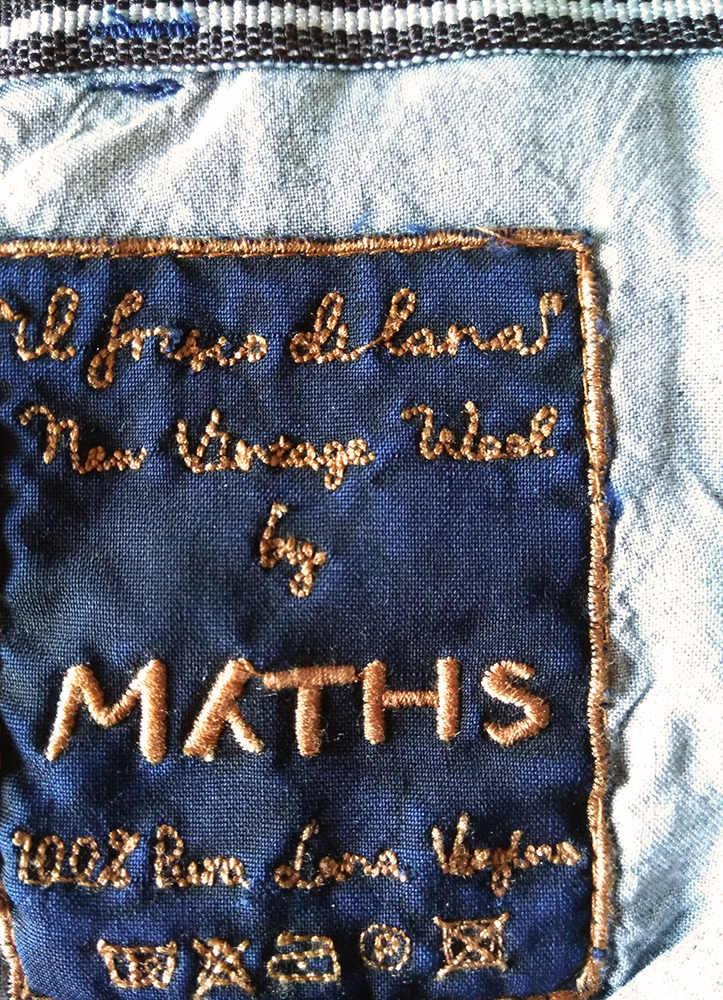 "il fresco di lana"
New Vintage Wool
by
MATHS
100% Pura Lana Vergine